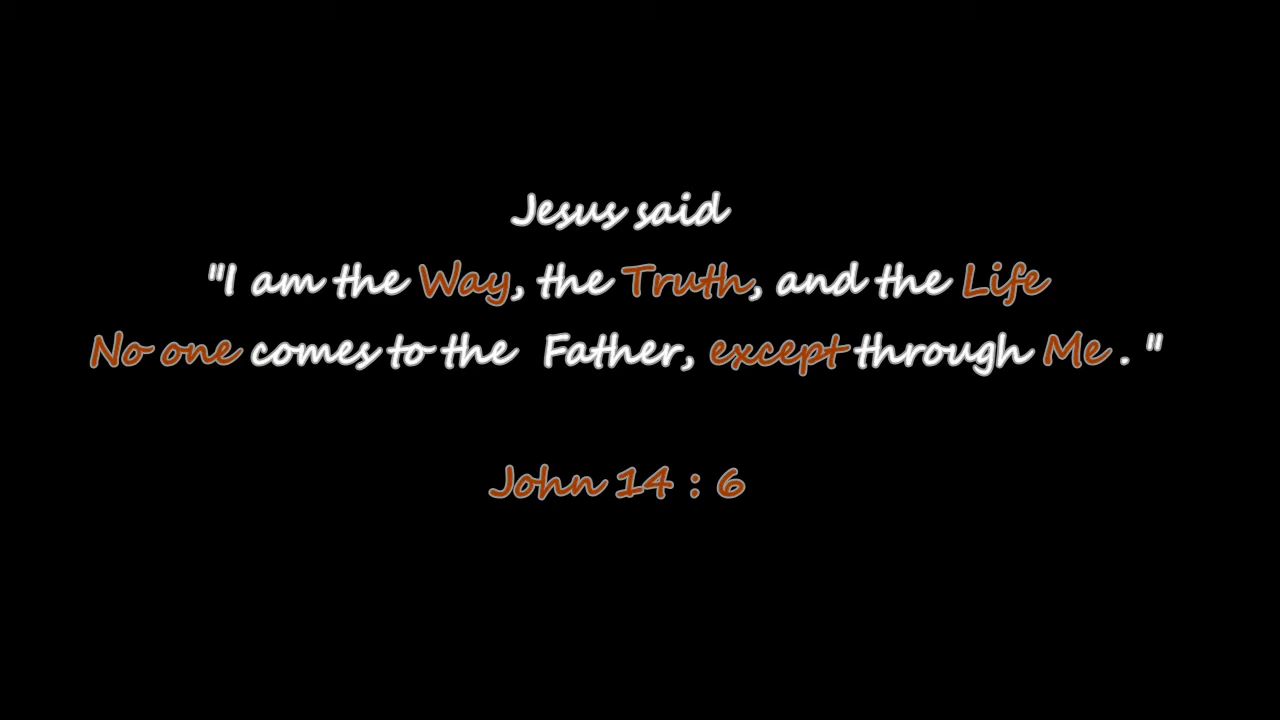 Jesus said
"I am the Way, the Truth, and the Life
No one comes to the Father, except through Me . "
John 14 : 6